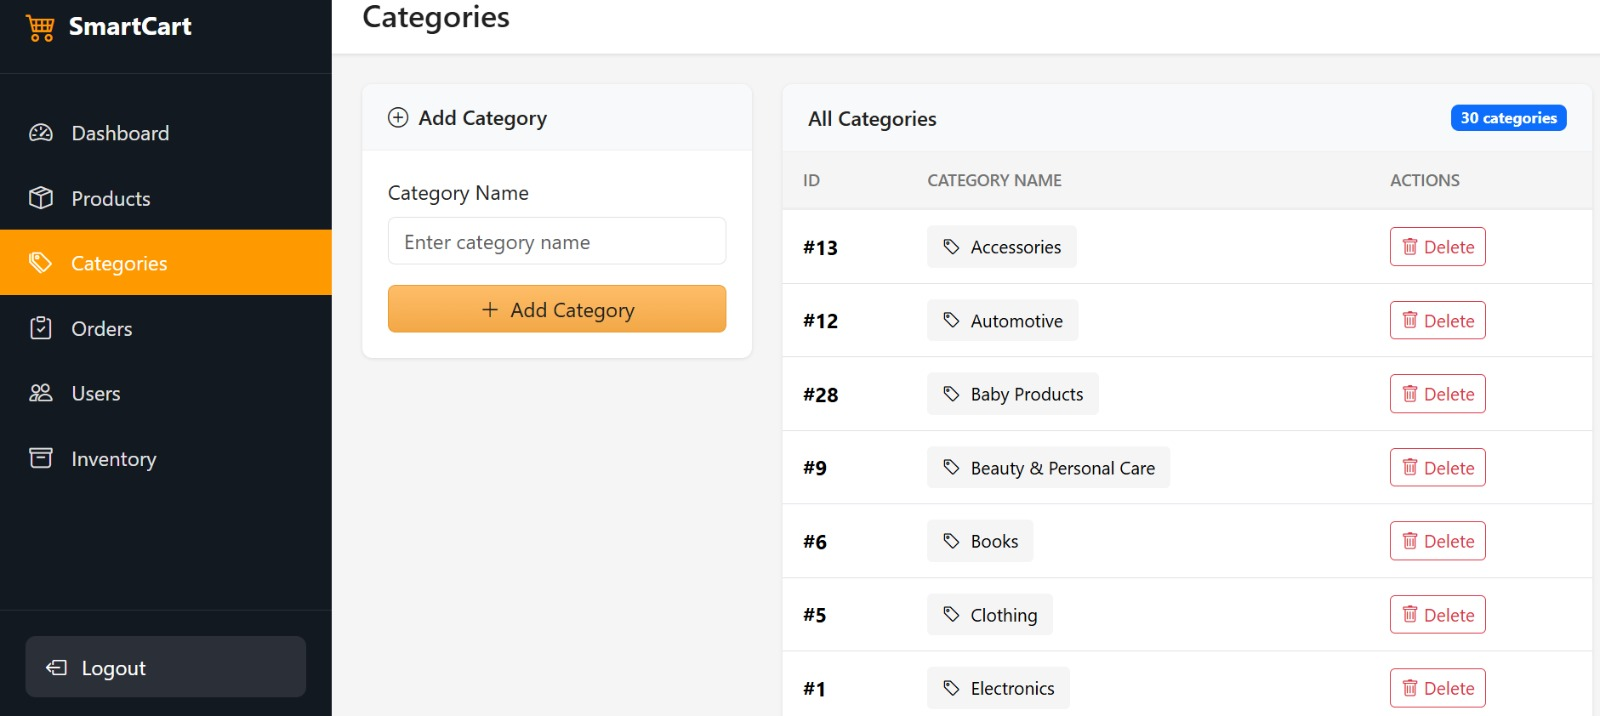 SmartCart
Dashboard
Products
Categories
Orders
Users
Inventory
Logout
Categories
Add Category
Category Name
Enter category name
+ Add Category
All Categories
30 categories
ID CATEGORY NAME ACTIONS
#13 Accessories Delete
#12 Automotive Delete
#28 Baby Products Delete
#9 Beauty & Personal Care Delete
#6 Books Delete
#5 Clothing Delete
#1 Electronics Delete